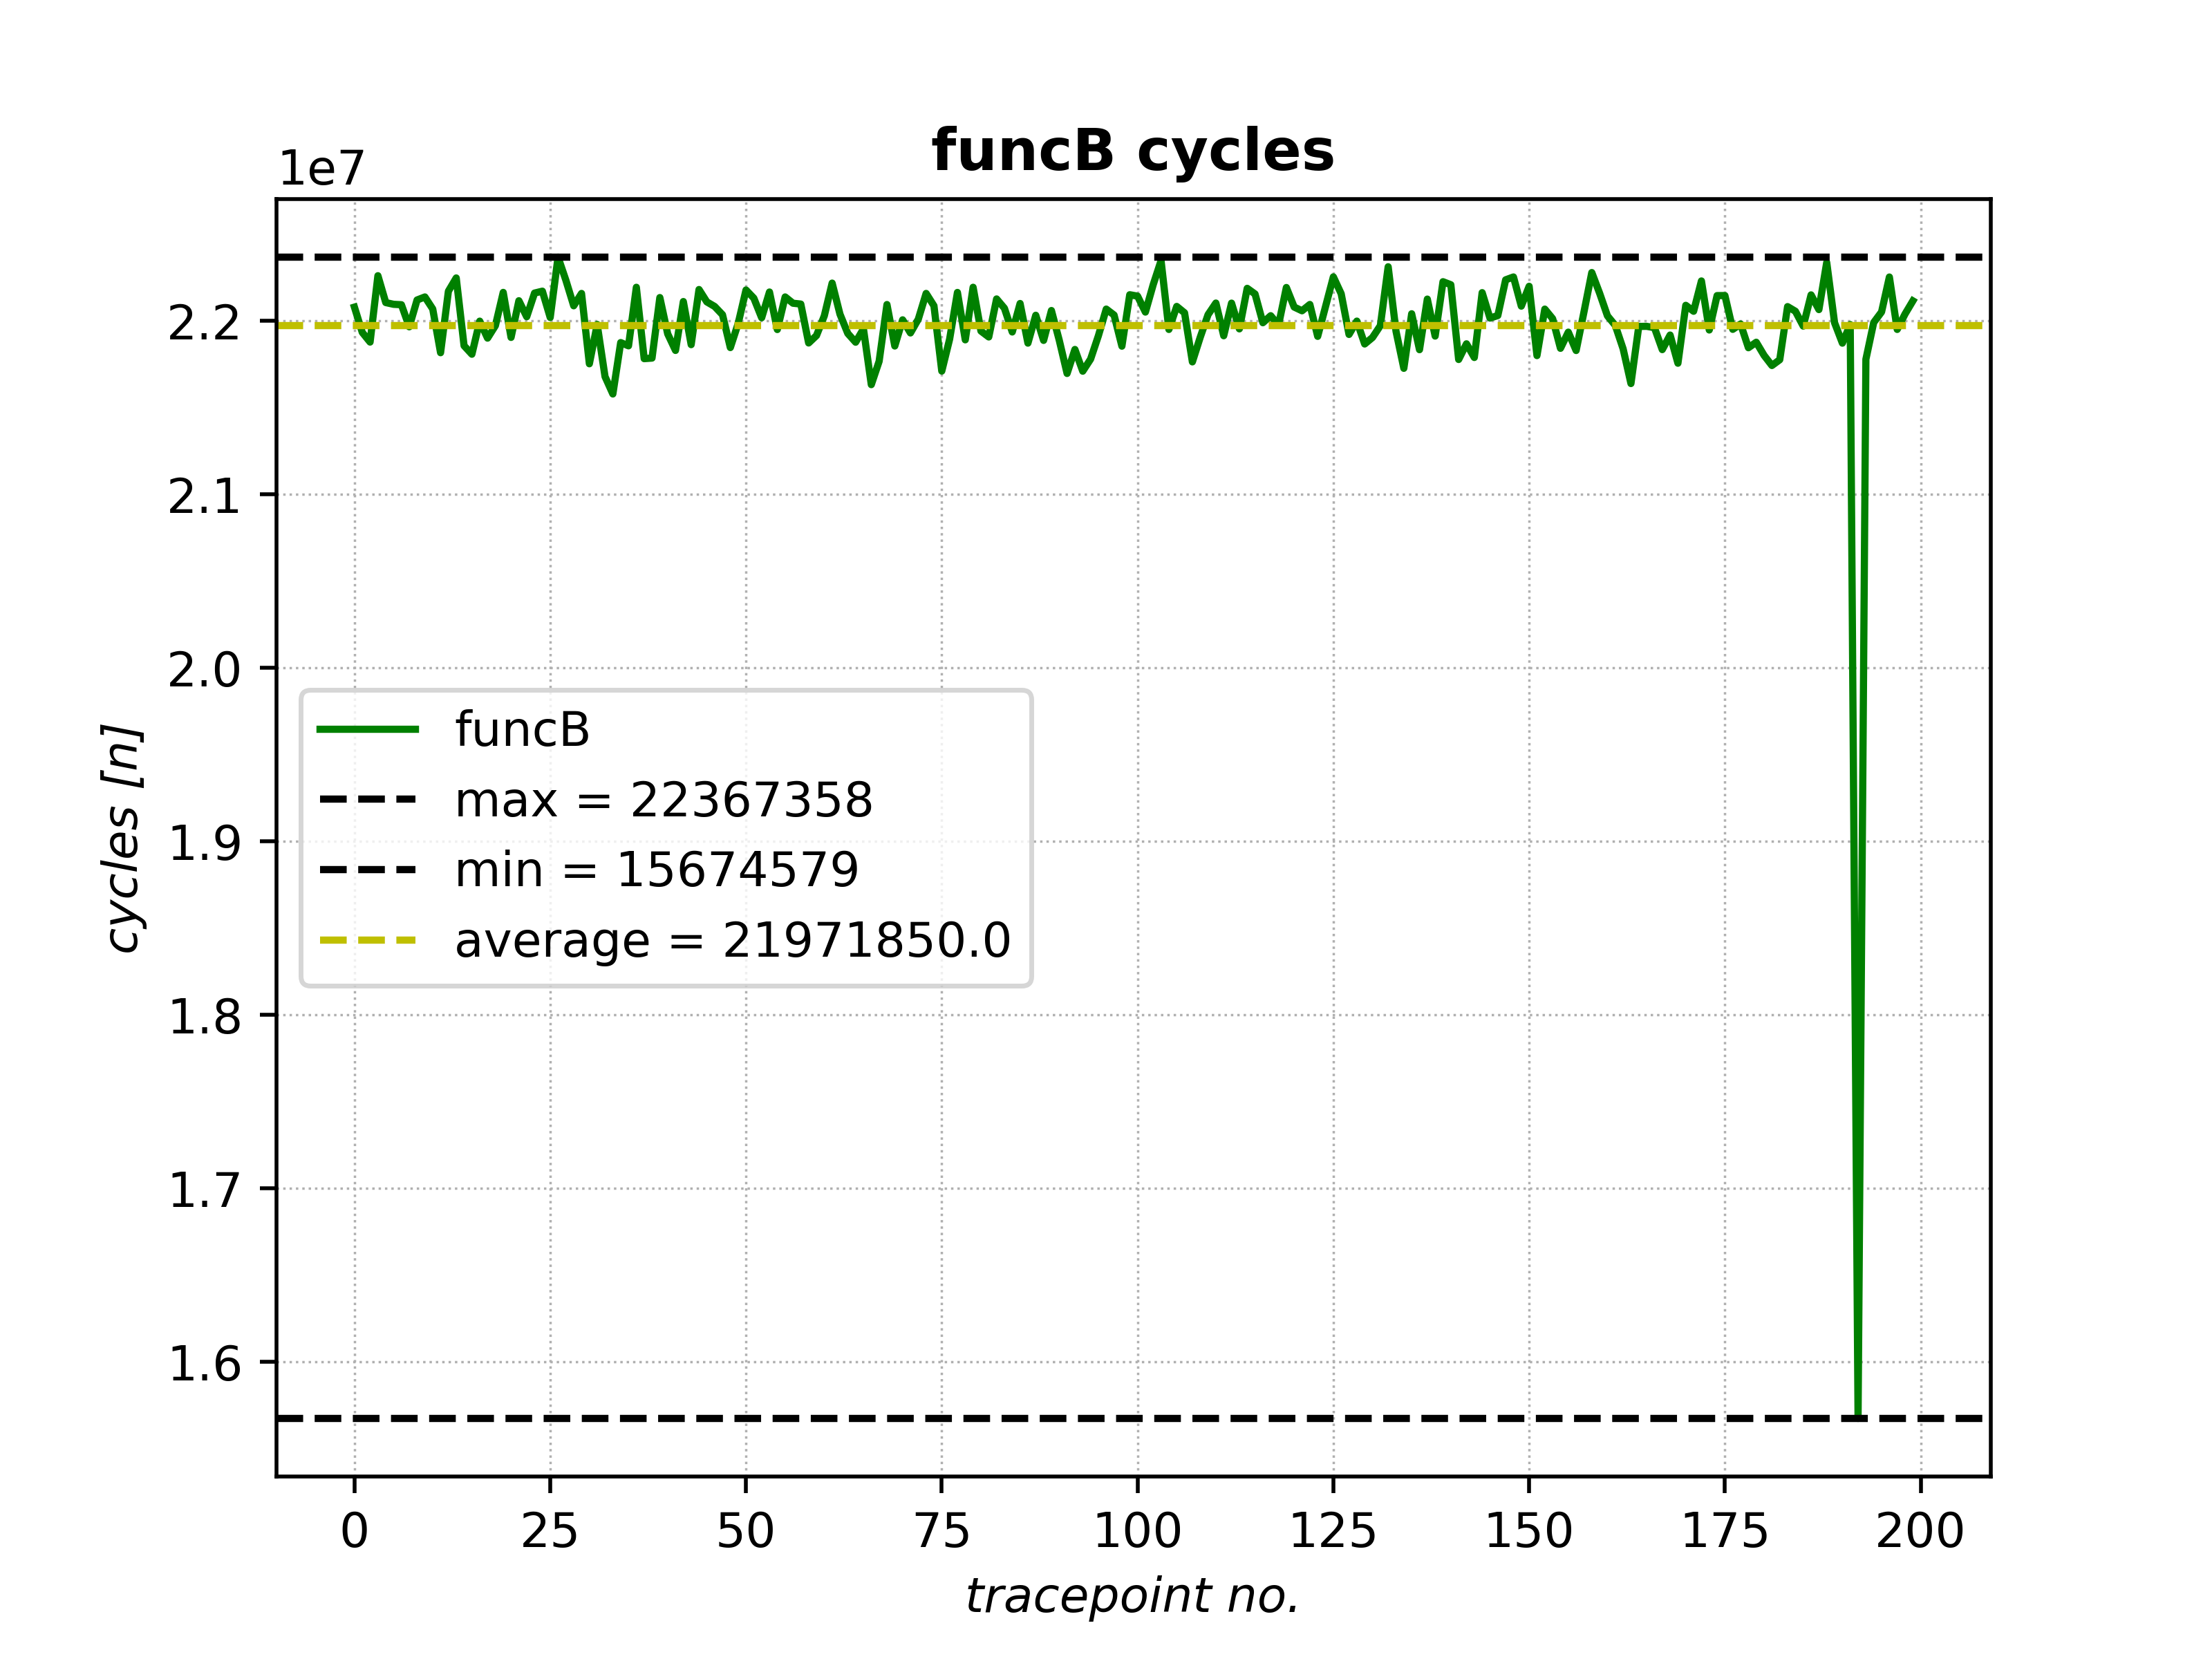 funcB cycles
1e7
2.2
2.1
2.0
1.9
1.8
1.7
1.6
cycles [n]
funcB
max = 22367358
min = 15674579
average = 21971850.0
0 25 50 75 100 125 150 175 200
tracepoint no.